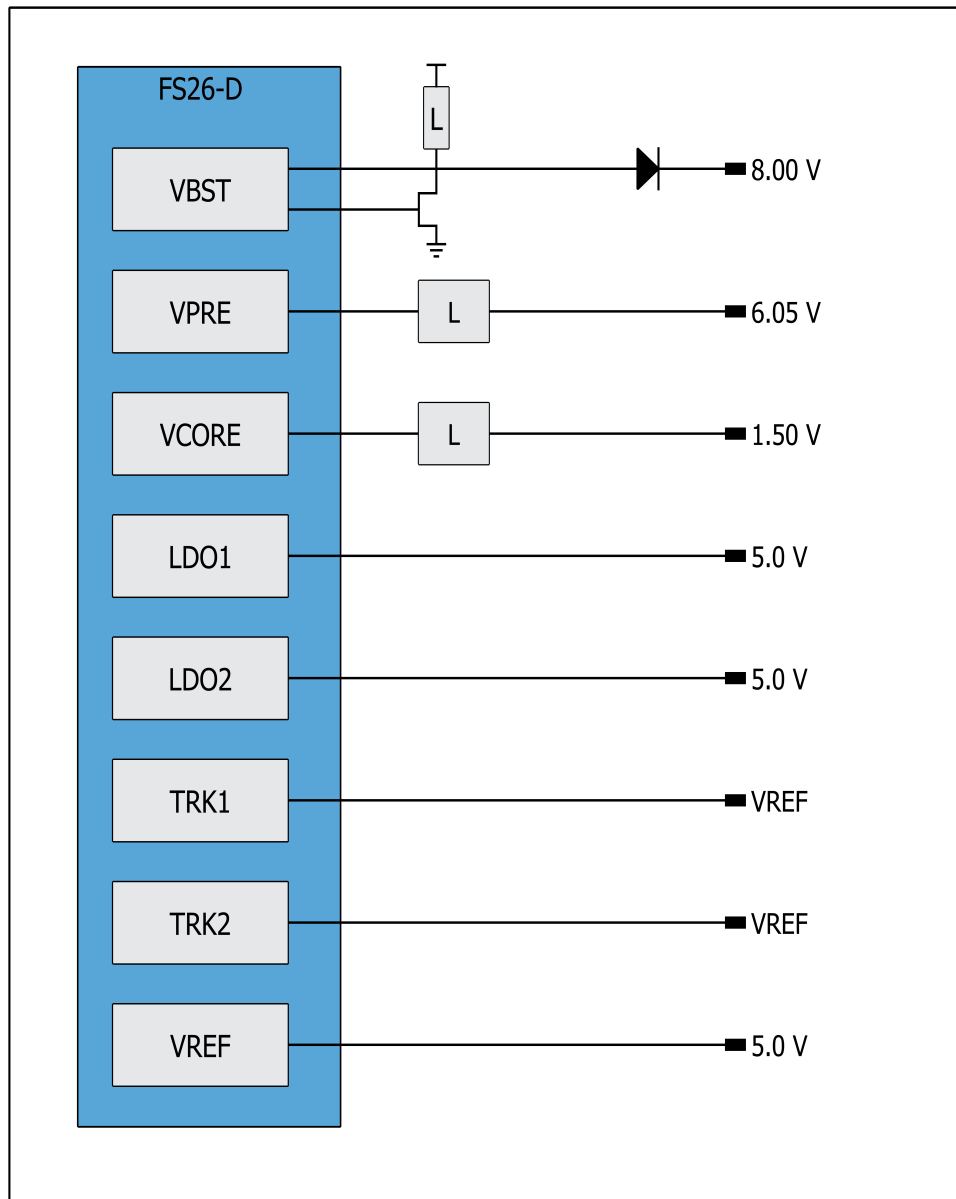 FS26-D
L
VBST
8.00 V
VPRE
L
6.05 V
VCORE
L
1.50 V
LDO1
5.0 V
LDO2
5.0 V
TRK1
VREF
TRK2
VREF
VREF
5.0 V